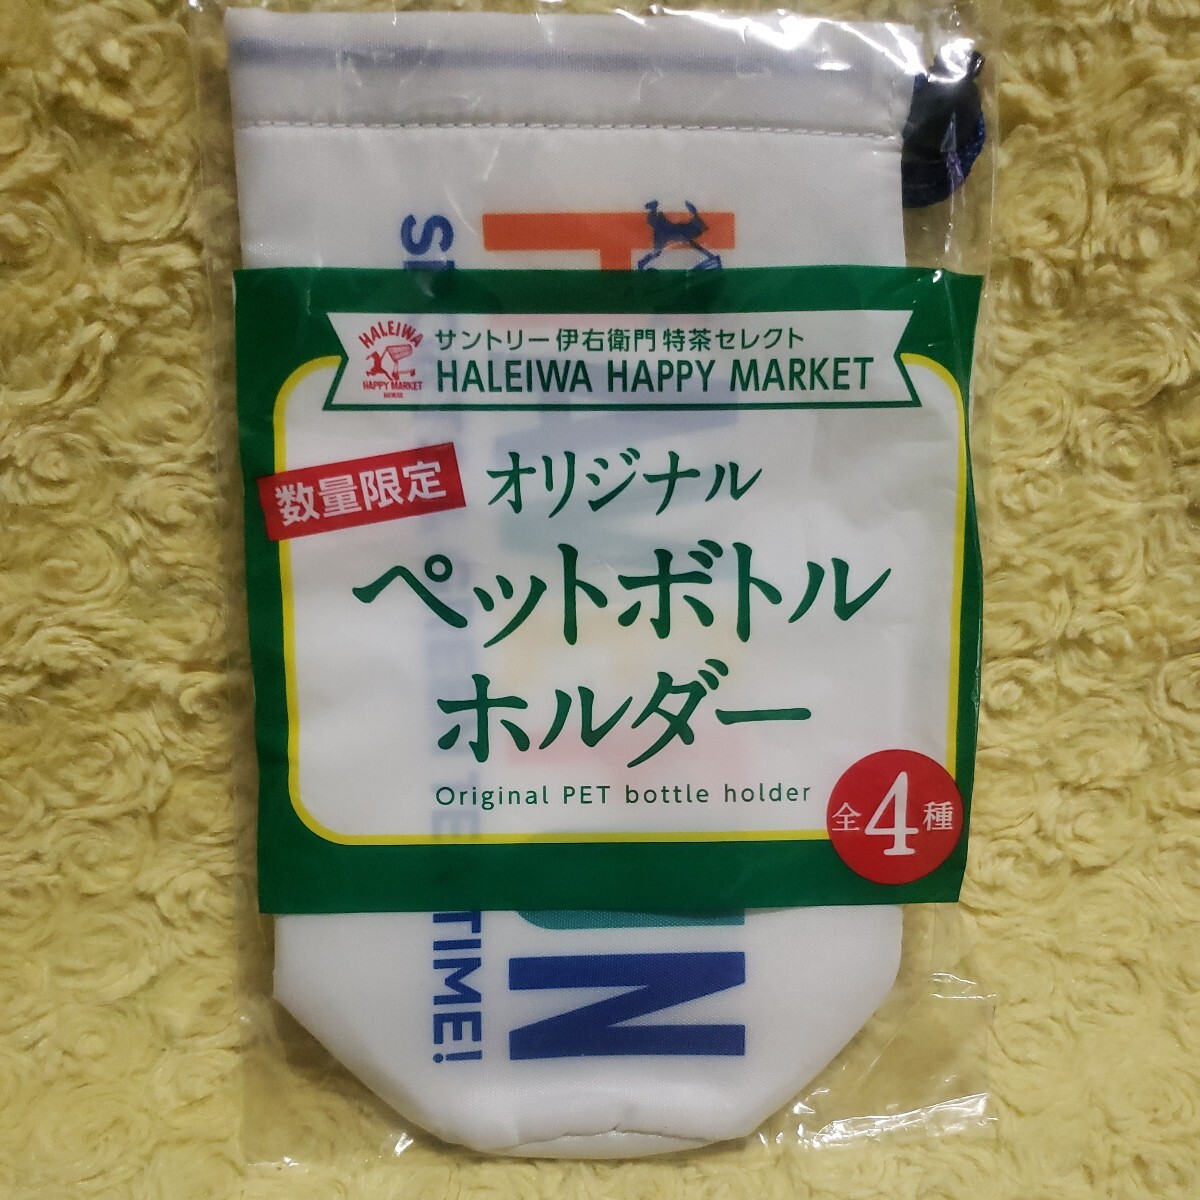 HALEIWA
HAPPY MARKET
サントリー 伊右衛門 特茶セレクト
HALEIWA HAPPY MARKET
数量限定
オリジナル
ペットボトル
ホルダー
Original PET bottle holder
全4種
TIME!
N